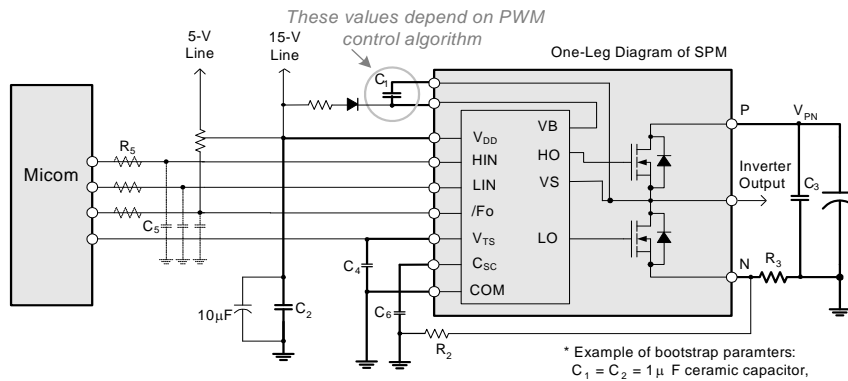 These values depend on PWM
control algorithm
5-V
Line
15-V
Line
One-Leg Diagram of SPM
C1
P
VPN
VB
VDD
HO
R5
HIN
VS
Micom
LIN
Inverter
Output
C3
/Fo
C5
VTS
LO
C4
CSC
N
R3
COM
10μF
C2
C6
R2
* Example of bootstrap paramters:
C1 = C2 = 1μ F ceramic capacitor,